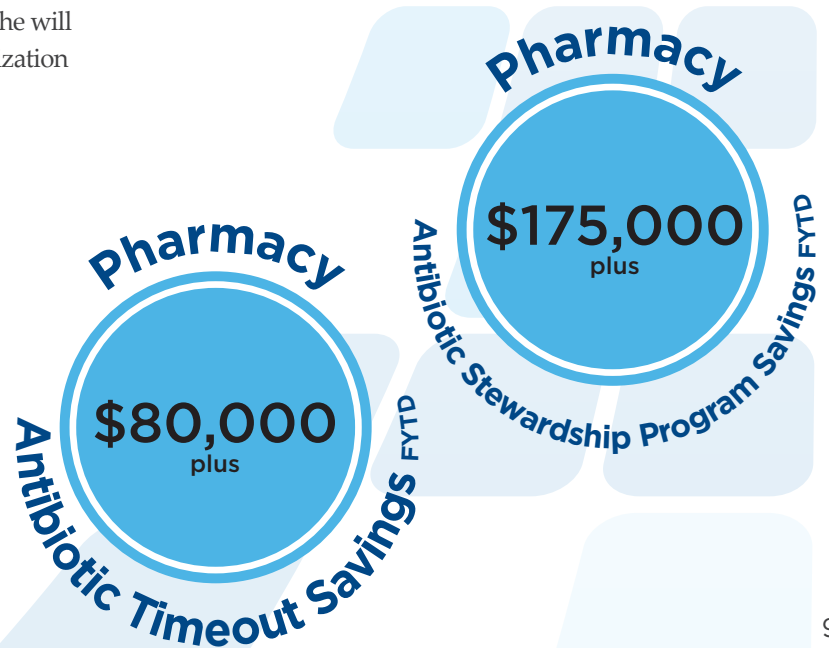 he will
zation
Pharmacy
$175,000
plus
Antibiotic Stewardship Program Savings FYTD
Pharmacy
$80,000
plus
Antibiotic Timeout Savings FYTD
9